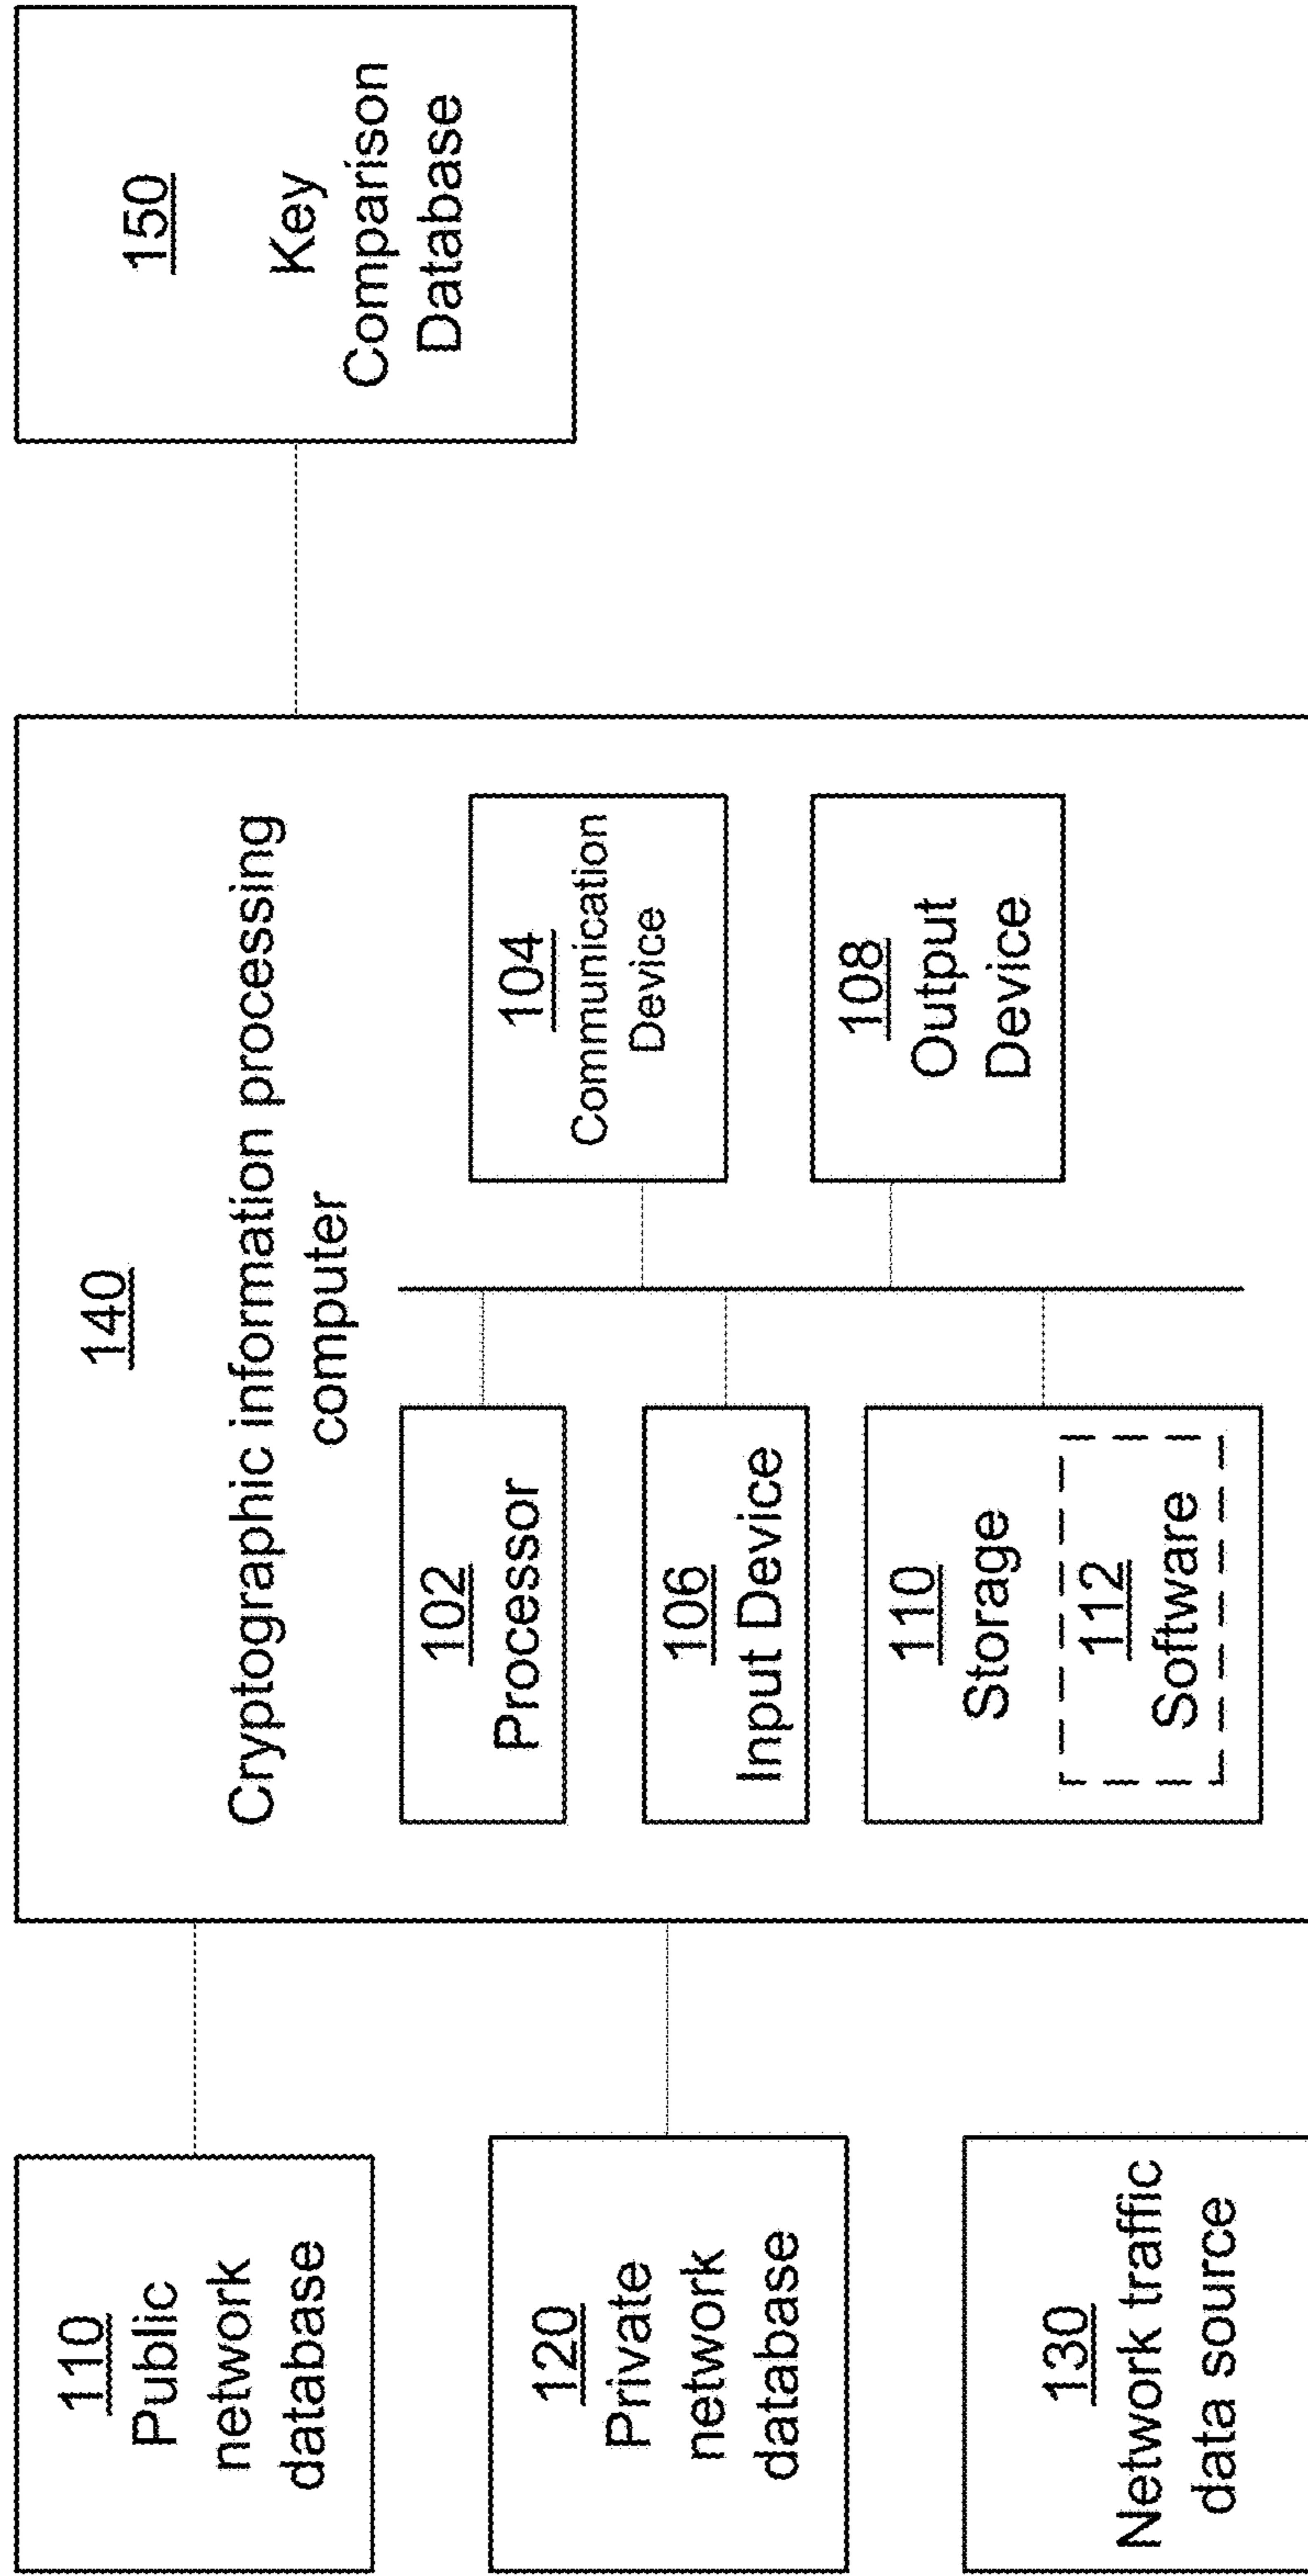 110
Public
network
database
120
Private
network
database
130
Network traffic
data source
140
Cryptographic information processing
computer
102
Processor
106
Input Device
110
Storage
112
Software
104
Communication
Device
108
Output
Device
150
Key
Comparison
Database